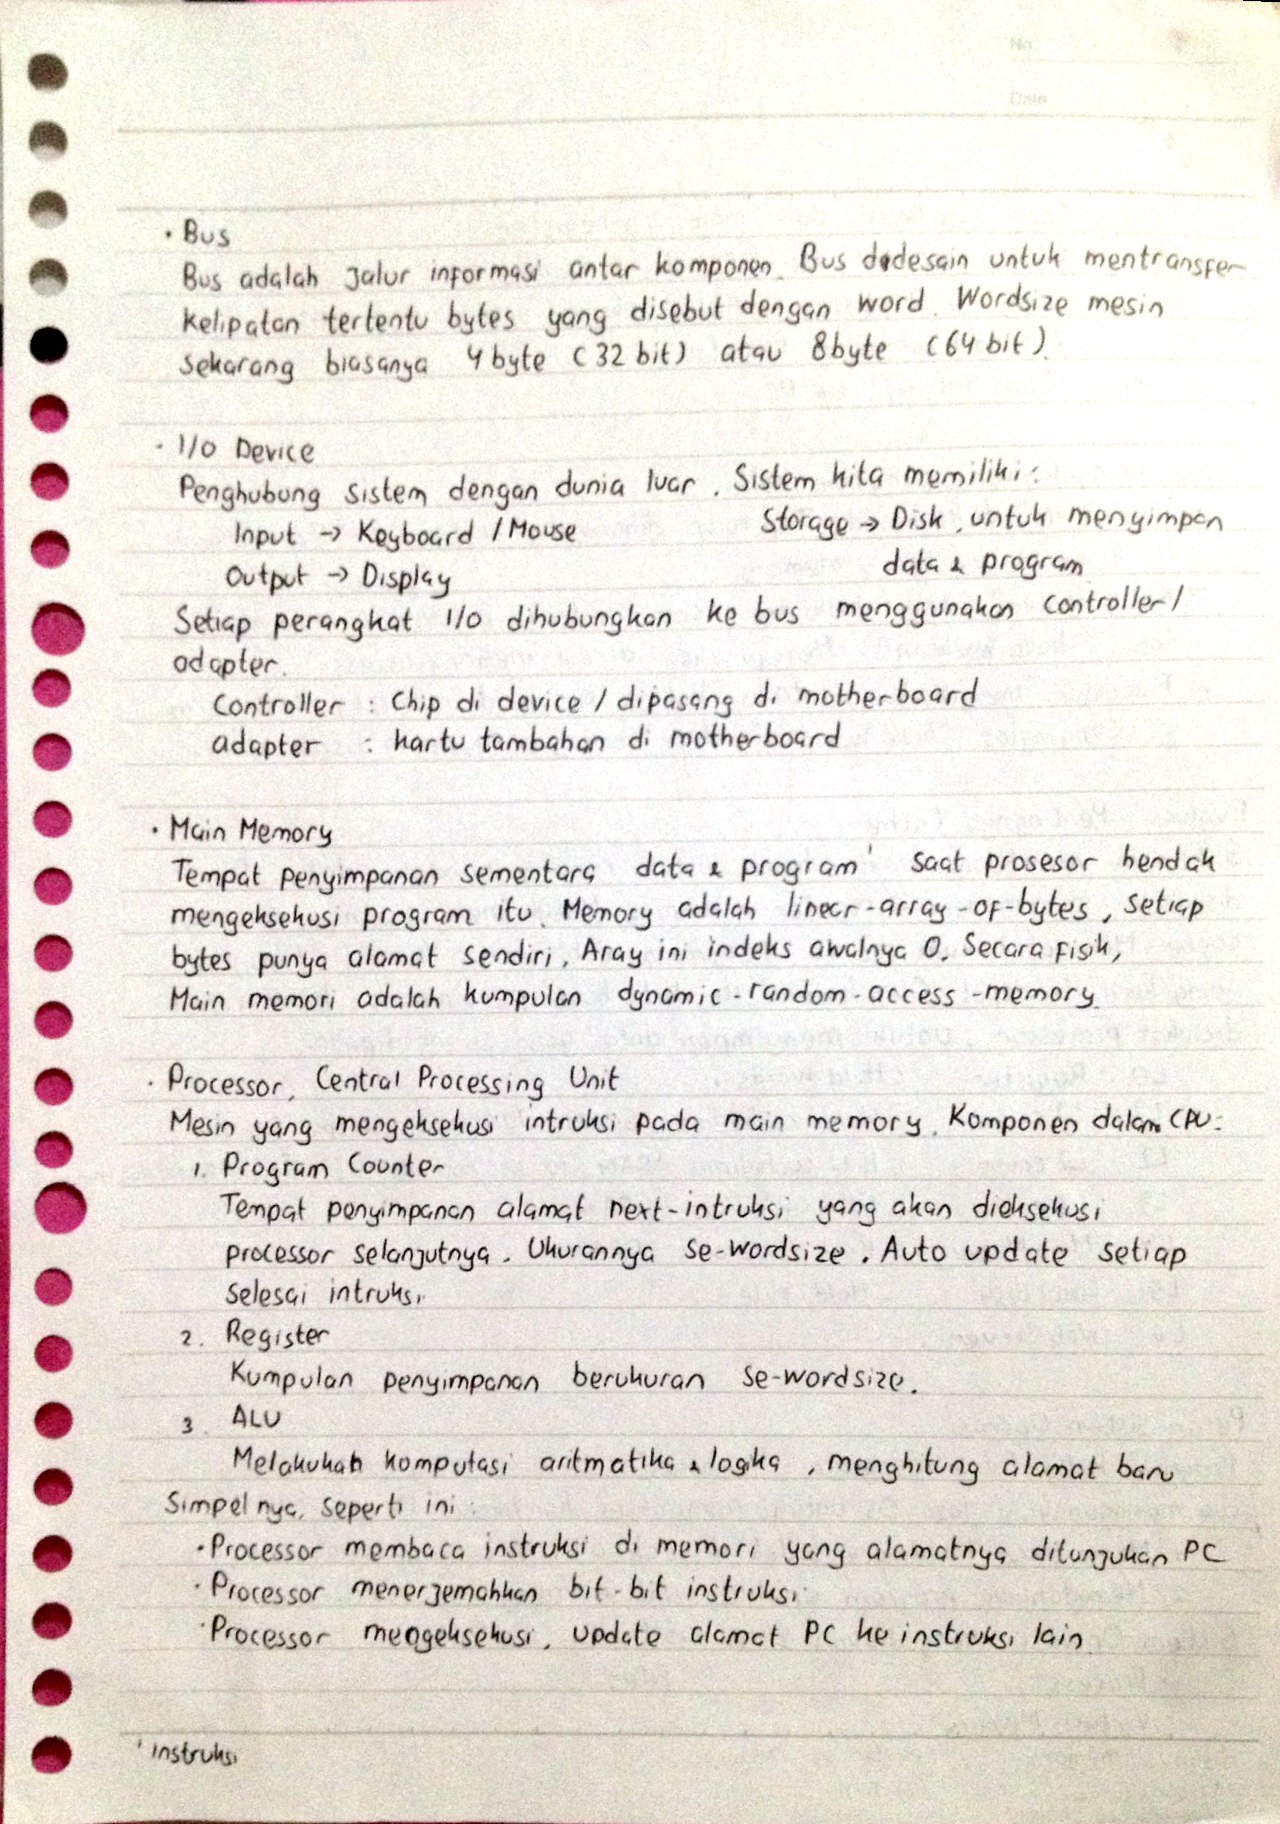 No
Date
• Bus
Bus adalah jalur informasi antar komponen. Bus didesain untuk mentransfer
kelipatan tertentu bytes yang disebut dengan word. Wordsize mesin
sekarang biasanya 4 byte (32 bit) atau 8 byte (64 bit).
• I/O Device
Penghubung sistem dengan dunia luar. Sistem kita memiliki:
Input → Keyboard / Mouse Storage → Disk, untuk menyimpan
Output → Display data & program
Setiap perangkat I/O dihubungkan ke bus menggunakan controller/
adapter.
Controller : Chip di device / dipasang di motherboard
adapter : kartu tambahan di motherboard
• Main Memory
Tempat penyimpanan sementara data & program' saat prosesor hendak
mengeksekusi program itu. Memory adalah linear-array-of-bytes, setiap
bytes punya alamat sendiri. Aray ini indeks awalnya 0. Secara fisik,
Main memori adalah kumpulan dynamic-random-access-memory.
• Processor, Central Processing Unit
Mesin yang mengeksekusi intruksi pada main memory. Komponen dalam CPU:
1. Program Counter
Tempat penyimpanan alamat next-intruksi yang akan dieksekusi
processor selanjutnya. Ukurannya se-wordsize. Auto update setiap
selesai intruksi
2. Register
Kumpulan penyimpanan berukuran se-wordsize.
3. ALU
Melakukah komputasi aritmatika & logika, menghitung alamat baru
Simpelnya, seperti ini:
• Processor membaca instruksi di memori yang alamatnya ditunjukan PC
• Processor menerjemahkan bit-bit instruksi
• Processor mengeksekusi, update alamat PC ke instruksi lain
' instruksi